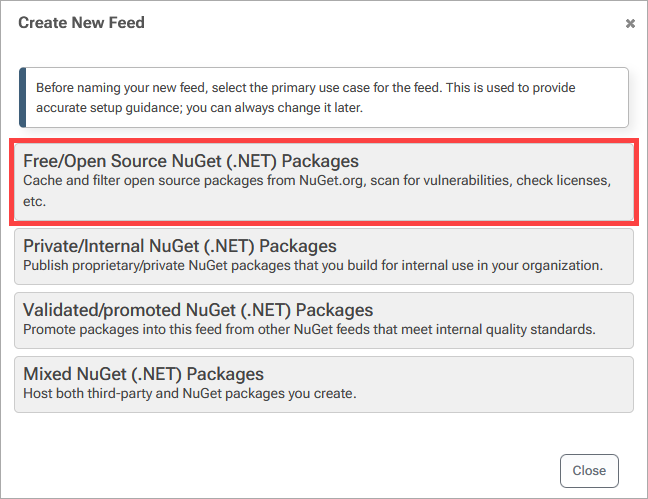 Create New Feed
×
Before naming your new feed, select the primary use case for the feed. This is used to provide
accurate setup guidance; you can always change it later.
Free/Open Source NuGet (.NET) Packages
Cache and filter open source packages from NuGet.org, scan for vulnerabilities, check licenses,
etc.
Private/Internal NuGet (.NET) Packages
Publish proprietary/private NuGet packages that you build for internal use in your organization.
Validated/promoted NuGet (.NET) Packages
Promote packages into this feed from other NuGet feeds that meet internal quality standards.
Mixed NuGet (.NET) Packages
Host both third-party and NuGet packages you create.
Close